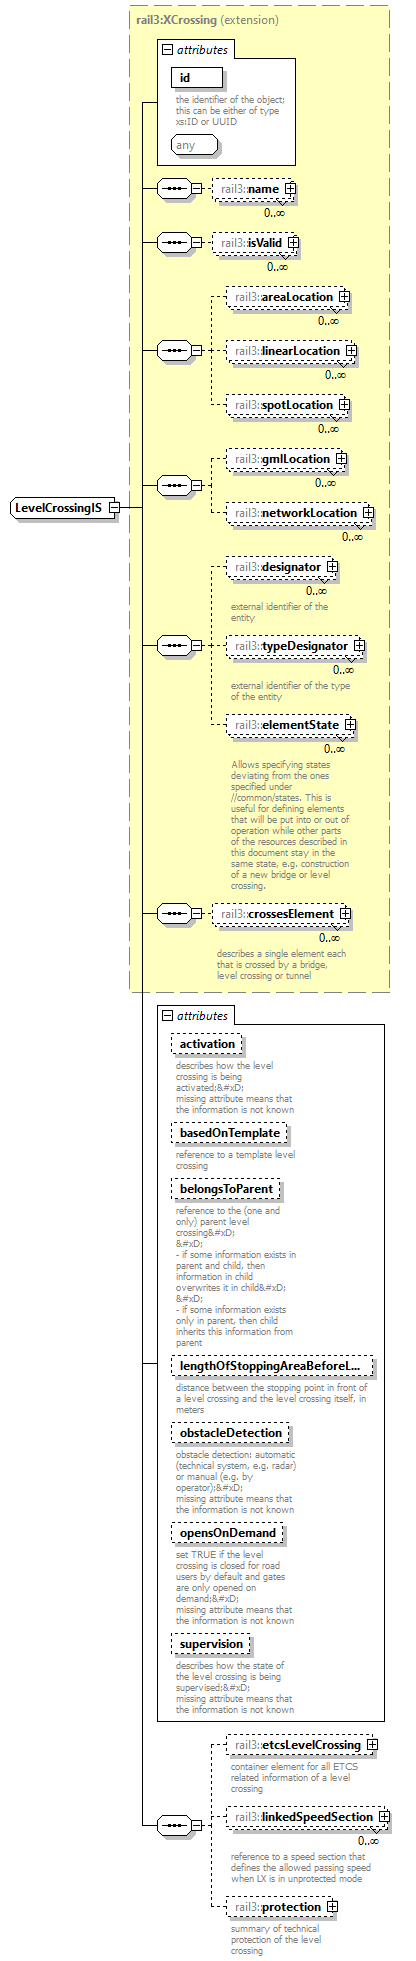 rail3:XCrossing (extension)
attributes
id
the identifier of the object;
this can be either of type
xs:ID or UUID
any
rail3::name
0..∞
rail3::isValid
0..∞
rail3::areaLocation
0..∞
rail3::linearLocation
0..∞
rail3::spotLocation
0..∞
rail3::gmlLocation
0..∞
LevelCrossingIS
rail3::networkLocation
0..∞
rail3::designator
0..∞
external identifier of the
entity
rail3::typeDesignator
0..∞
external identifier of the type
of the entity
rail3::elementState
0..∞
Allows specifying states
deviating from the ones
specified under
//common/states. This is
useful for defining elements
that will be put into or out of
operation while other parts
of the resources described in
this document stay in the
same state, e.g. construction
of a new bridge or level
crossing.
rail3::crossesElement
0..∞
describes a single element each
that is crossed by a bridge,
level crossing or tunnel
attributes
activation
describes how the level
crossing is being
activated;&#xD;
missing attribute means that
the information is not known
basedOnTemplate
reference to a template level
crossing
belongsToParent
reference to the (one and
only) parent level
crossing&#xD;
&#xD;
- if some information exists in
parent and child, then
information in child
overwrites it in child&#xD;
&#xD;
- if some information exists
only in parent, then child
inherits this information from
parent
lengthOfStoppingAreaBeforeL...
distance between the stopping point in front of
a level crossing and the level crossing itself, in
meters
obstacleDetection
obstacle detection: automatic
(technical system, e.g. radar)
or manual (e.g. by
operator);&#xD;
missing attribute means that
the information is not known
opensOnDemand
set TRUE if the level
crossing is closed for road
users by default and gates
are only opened on
demand;&#xD;
missing attribute means that
the information is not known
supervision
describes how the state of
the level crossing is being
supervised;&#xD;
missing attribute means that
the information is not known
rail3::etcsLevelCrossing
container element for all ETCS
related information of a level
crossing
rail3::linkedSpeedSection
0..∞
reference to a speed section that
defines the allowed passing speed
when LX is in unprotected mode
rail3::protection
summary of technical
protection of the level
crossing